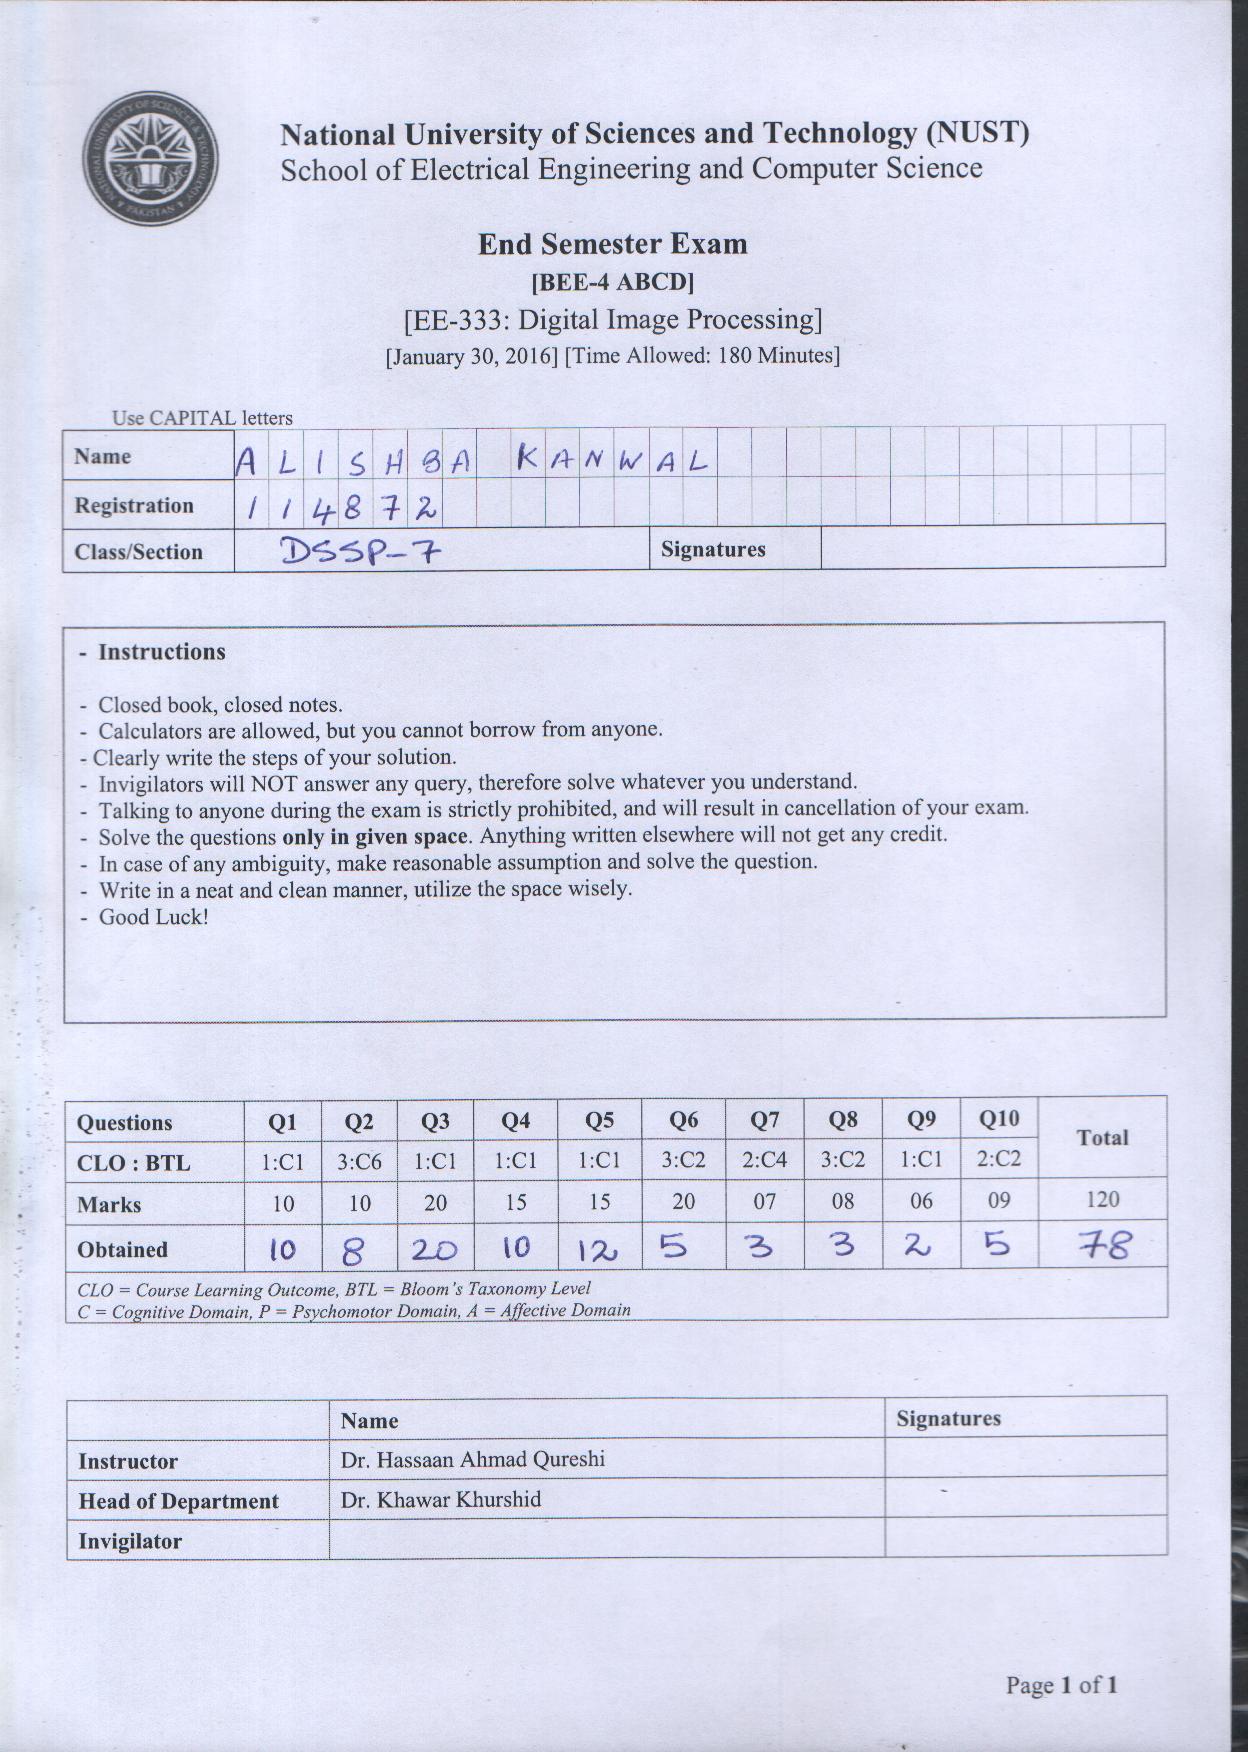 National University of Sciences and Technology (NUST)
School of Electrical Engineering and Computer Science
End Semester Exam
[BEE-4 ABCD]
[EE-333: Digital Image Processing]
[January 30, 2016] [Time Allowed: 180 Minutes]
Use CAPITAL letters
Name ALISHBA KANWAL
Registration 114872
Class/Section DSSP-7 Signatures
- Instructions
- Closed book, closed notes.
- Calculators are allowed, but you cannot borrow from anyone.
- Clearly write the steps of your solution.
- Invigilators will NOT answer any query, therefore solve whatever you understand.
- Talking to anyone during the exam is strictly prohibited, and will result in cancellation of your exam.
- Solve the questions only in given space. Anything written elsewhere will not get any credit.
- In case of any ambiguity, make reasonable assumption and solve the question.
- Write in a neat and clean manner, utilize the space wisely.
- Good Luck!
Questions Q1 Q2 Q3 Q4 Q5 Q6 Q7 Q8 Q9 Q10 Total
CLO : BTL 1:C1 3:C6 1:C1 1:C1 1:C1 3:C2 2:C4 3:C2 1:C1 2:C2
Marks 10 10 20 15 15 20 07 08 06 09 120
Obtained 10 8 20 10 12 5 3 3 2 5 78
CLO = Course Learning Outcome, BTL = Bloom's Taxonomy Level
C = Cognitive Domain, P = Psychomotor Domain, A = Affective Domain
Name Signatures
Instructor Dr. Hassaan Ahmad Qureshi
Head of Department Dr. Khawar Khurshid
Invigilator
Page 1 of 1